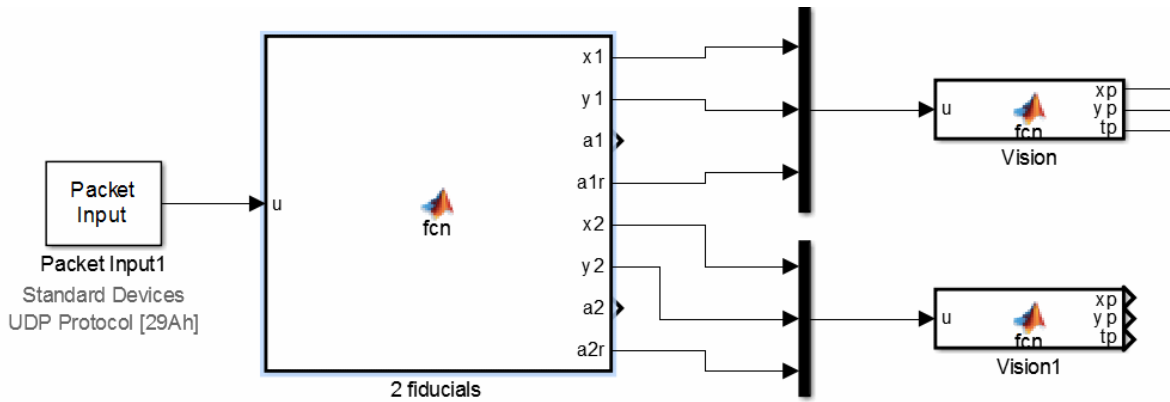 Packet
Input
Packet Input1
Standard Devices
UDP Protocol [29Ah]
u
fcn
x1
y1
a1
a1r
x2
y2
a2
a2r
2 fiducials
u
fcn
xp
yp
tp
Vision
u
fcn
xp
yp
tp
Vision1